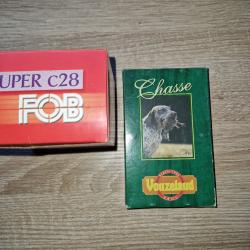 UPER C28
FOB
Chasse
Vouzelaud